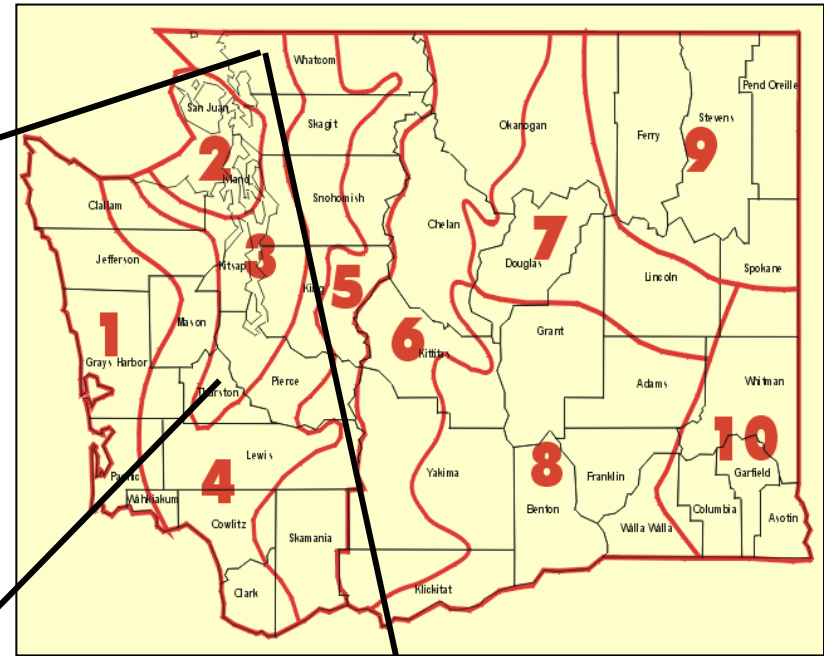 Whatcom
Pend Oreille
San Juan
Skagit
Okanogan
Stevens
Ferry
9
2
Island
Snohomish
Clallam
Chelan
7
Jefferson
Kitsap
3
Douglas
Lincoln
Spokane
King
5
Mason
1
6
Kittitas
Grant
Grays Harbor
Thurston
Pierce
Adams
Whitman
10
Lewis
4
Pacific
Yakima
8
Franklin
Garfield
Wahkiakum
Cowlitz
Benton
Columbia
Asotin
Skamania
Walla Walla
Clark
Klickitat